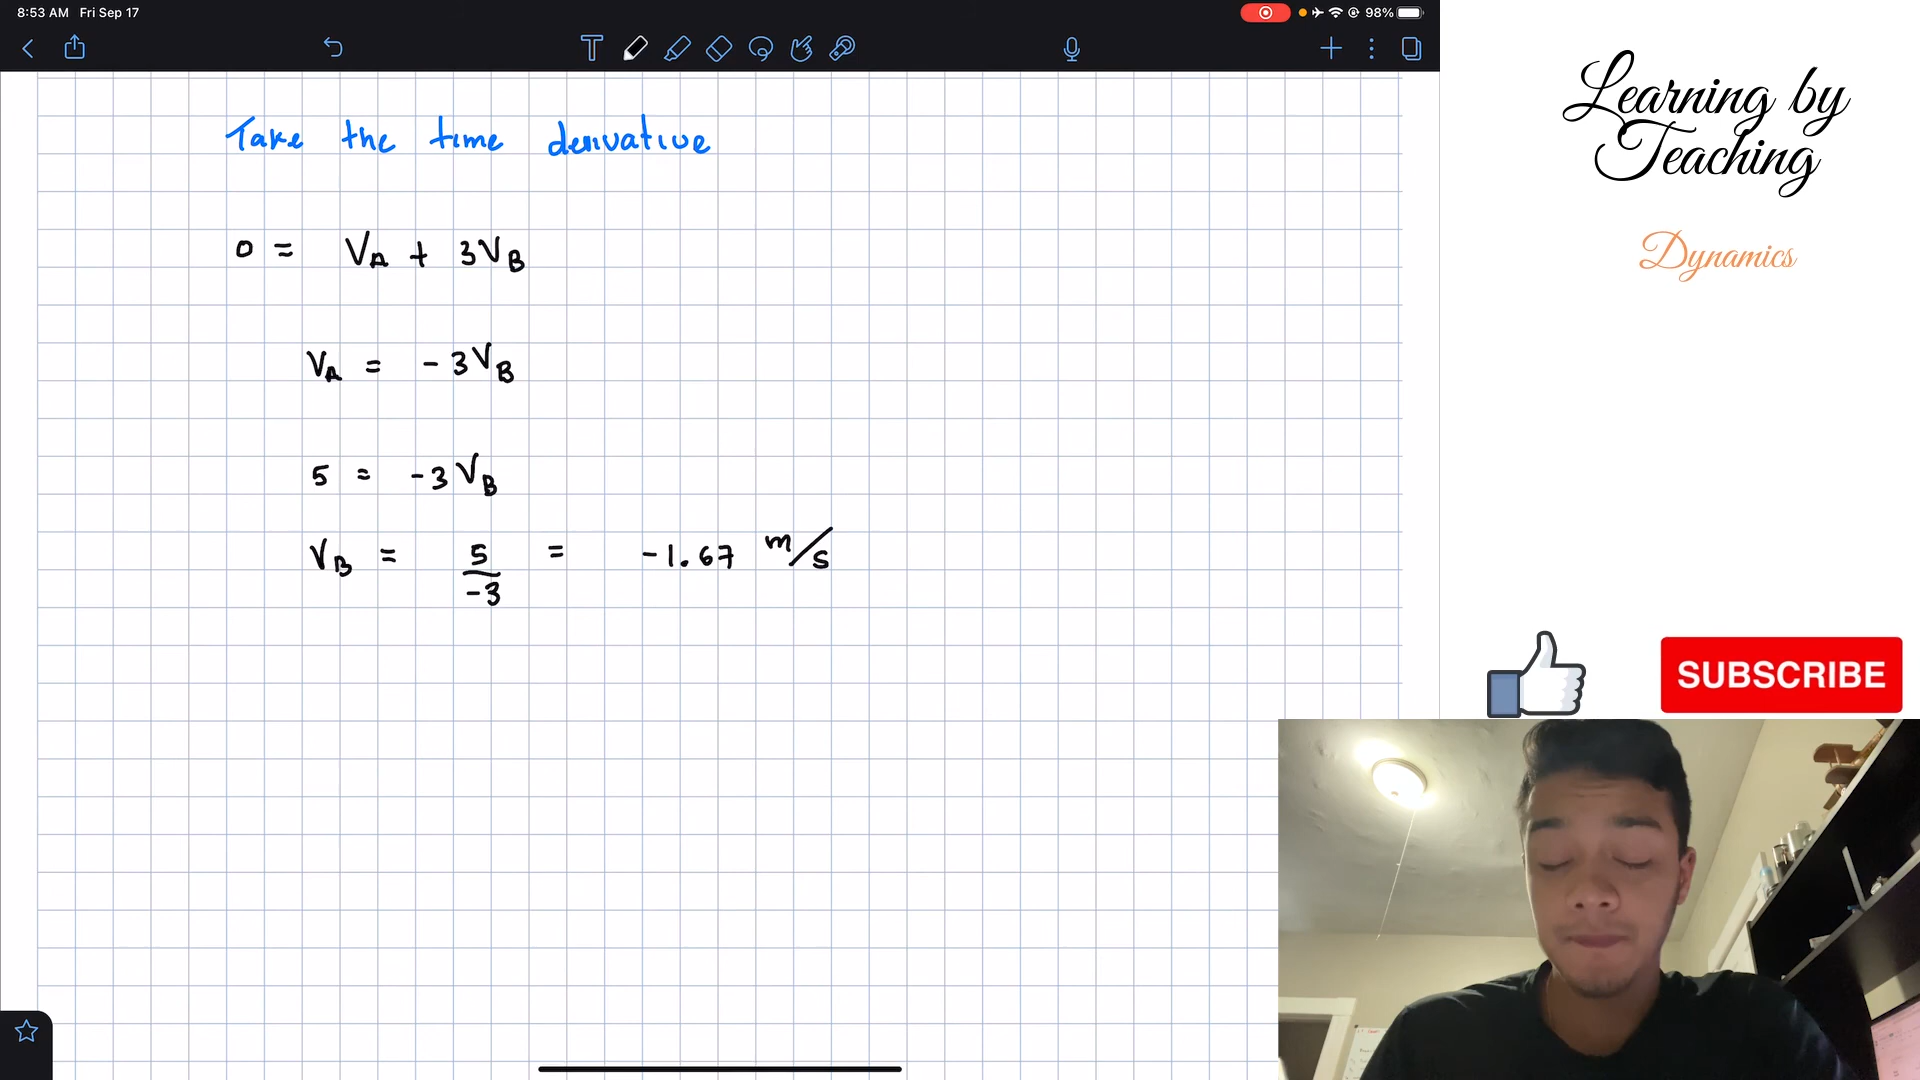 8:53 AM Fri Sep 17
98%
Take the time derivative
0 = VA + 3VB
VA = - 3VB
5 = -3VB
VB = 5/-3 = -1.67 m/s
Learning by
Teaching
Dynamics
SUBSCRIBE